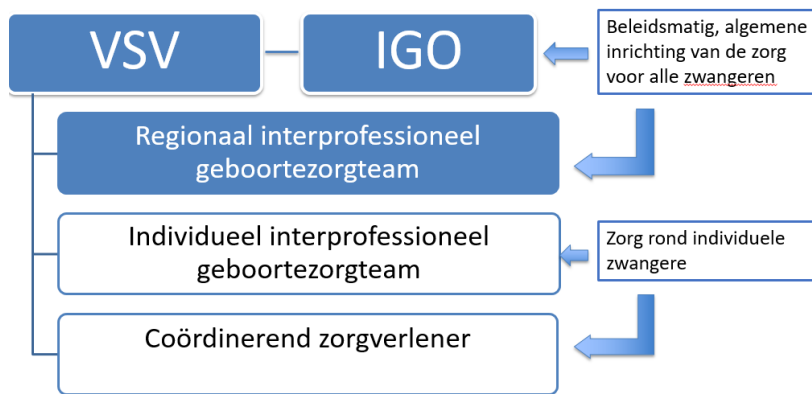 VSV
IGO
Beleidsmatig, algemene
inrichting van de zorg
voor alle zwangeren
Regionaal interprofessioneel
geboortezorgteam
Individueel interprofessioneel
geboortezorgteam
Zorg rond individuele
zwangere
Coördinerend zorgverlener